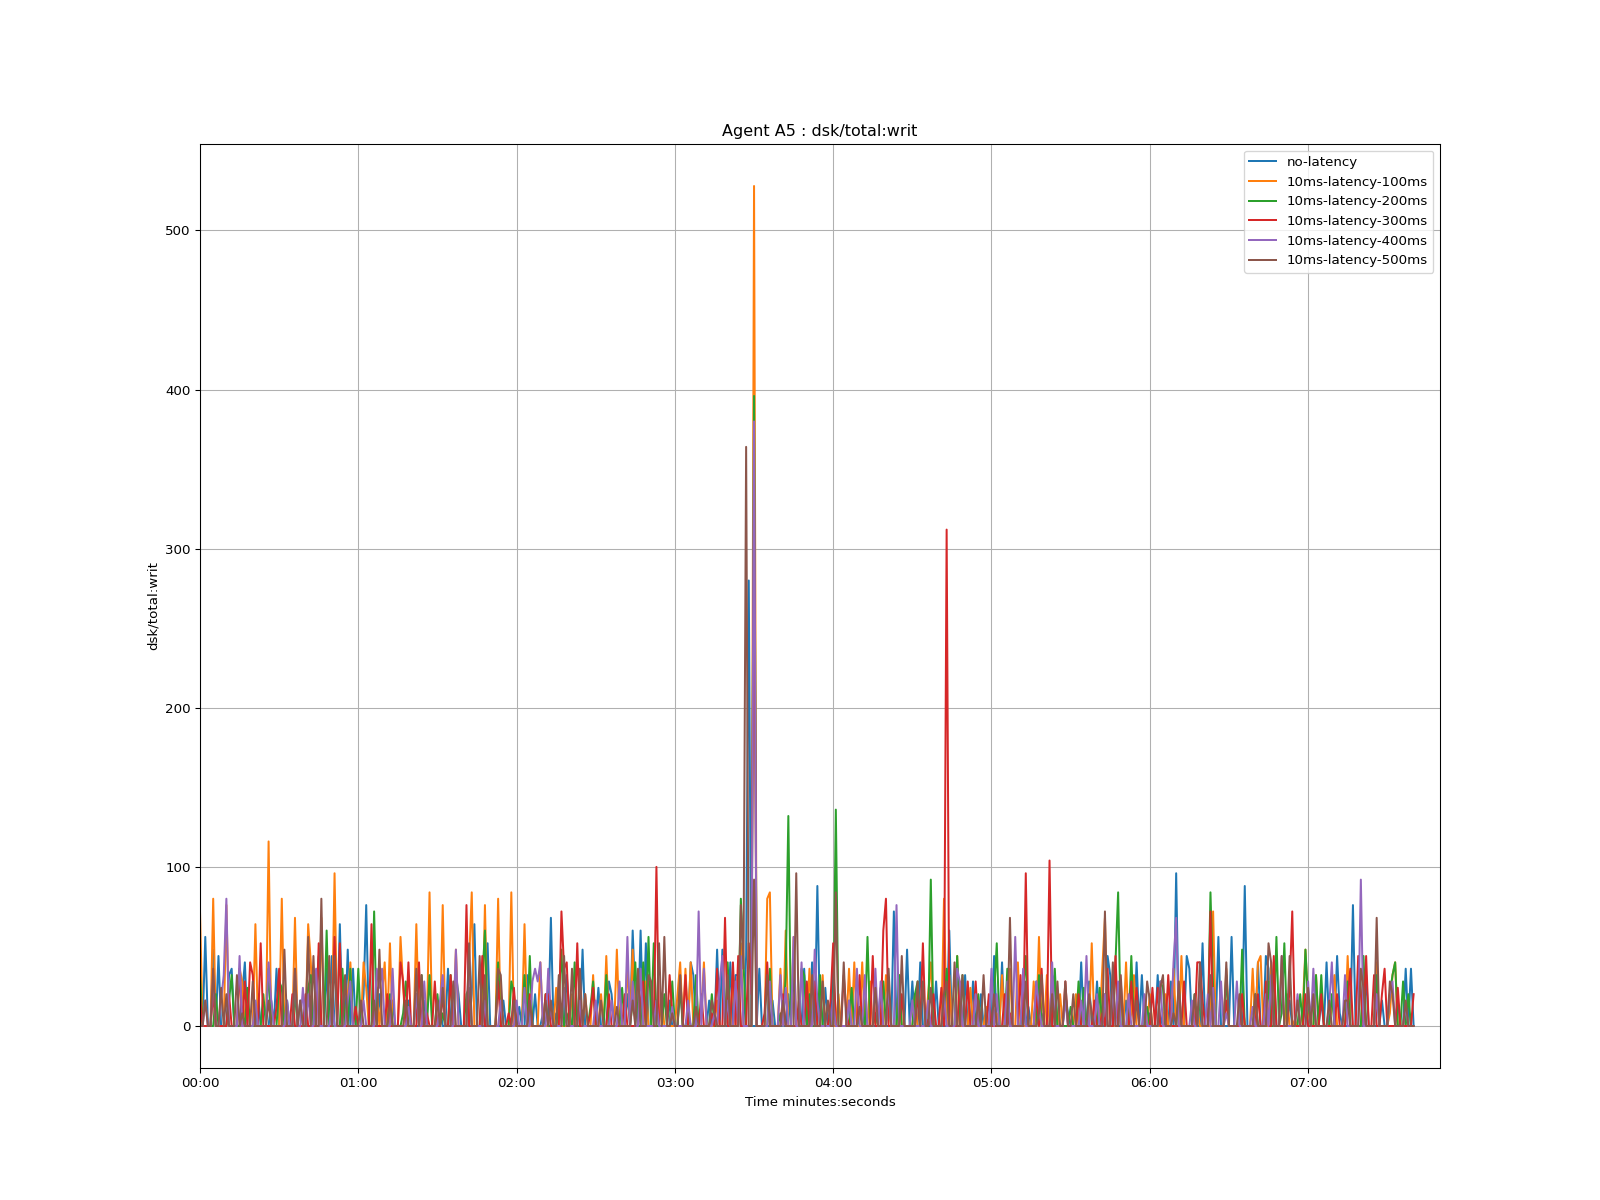 Agent A5 : dsk/total:writ
no-latency
10ms-latency-100ms
10ms-latency-200ms
10ms-latency-300ms
10ms-latency-400ms
10ms-latency-500ms
500
400
300
200
100
0
dsk/total:writ
00:00 01:00 02:00 03:00 04:00 05:00 06:00 07:00
Time minutes:seconds